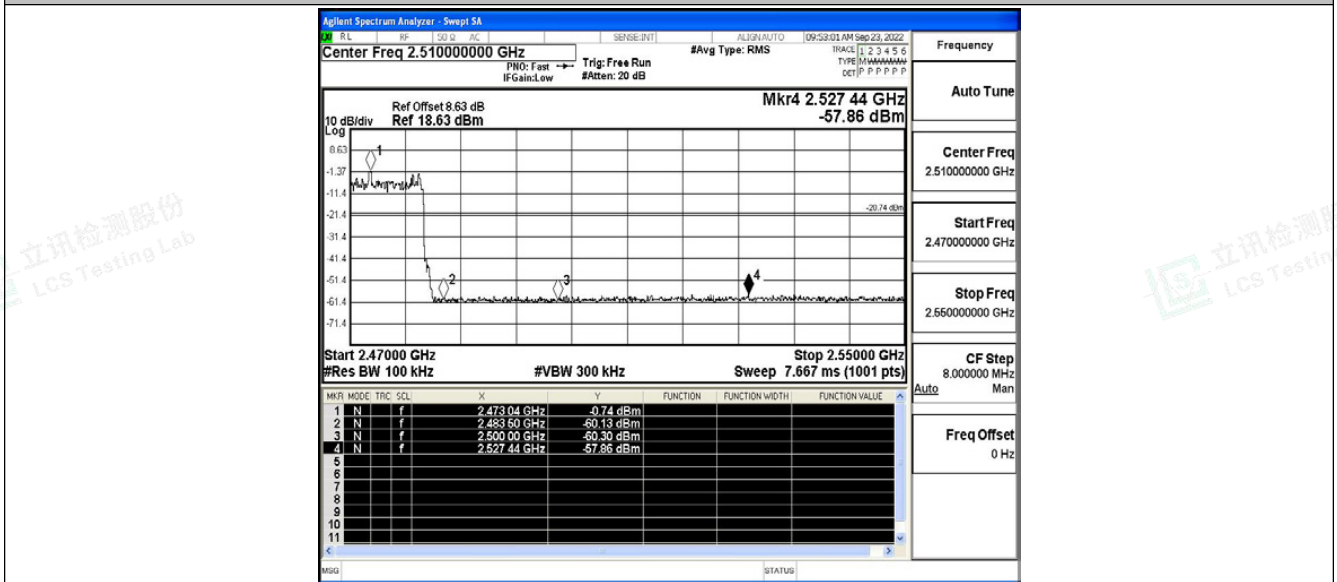 Agilent Spectrum Analyzer - Swept SA
RL RF 50 Ω AC SENSE:INT ALIGNAUTO 09:53:01 AM Sep 23, 2022
Center Freq 2.510000000 GHz #Avg Type: RMS TRACE 1 2 3 4 5 6
PNO: Fast Trig: Free Run TYPE M WWWWW
IFGain:Low #Atten: 20 dB DET P P P P P P
Mkr4 2.527 44 GHz
Ref Offset 8.63 dB
-57.86 dBm
10 dB/div Ref 18.63 dBm
Log
8.63
1
-1.37
-11.4
-20.74 dBm
-21.4
-31.4
-41.4
-51.4
2
3
4
-61.4
-71.4
Start 2.47000 GHz Stop 2.55000 GHz
#Res BW 100 kHz #VBW 300 kHz Sweep 7.667 ms (1001 pts)
MKR MODE TRC SCL X Y FUNCTION FUNCTION WIDTH FUNCTION VALUE
1 N f 2.473 04 GHz -0.74 dBm
2 N f 2.483 50 GHz -60.13 dBm
3 N f 2.500 00 GHz -60.30 dBm
4 N f 2.527 44 GHz -57.86 dBm
5
6
7
8
9
10
11
MSG STATUS
Frequency
Auto Tune
Center Freq
2.510000000 GHz
Start Freq
2.470000000 GHz
Stop Freq
2.550000000 GHz
CF Step
8.000000 MHz
Auto Man
Freq Offset
0 Hz
立讯检测股份
LCS Testing Lab
立讯检测
LCS Testin